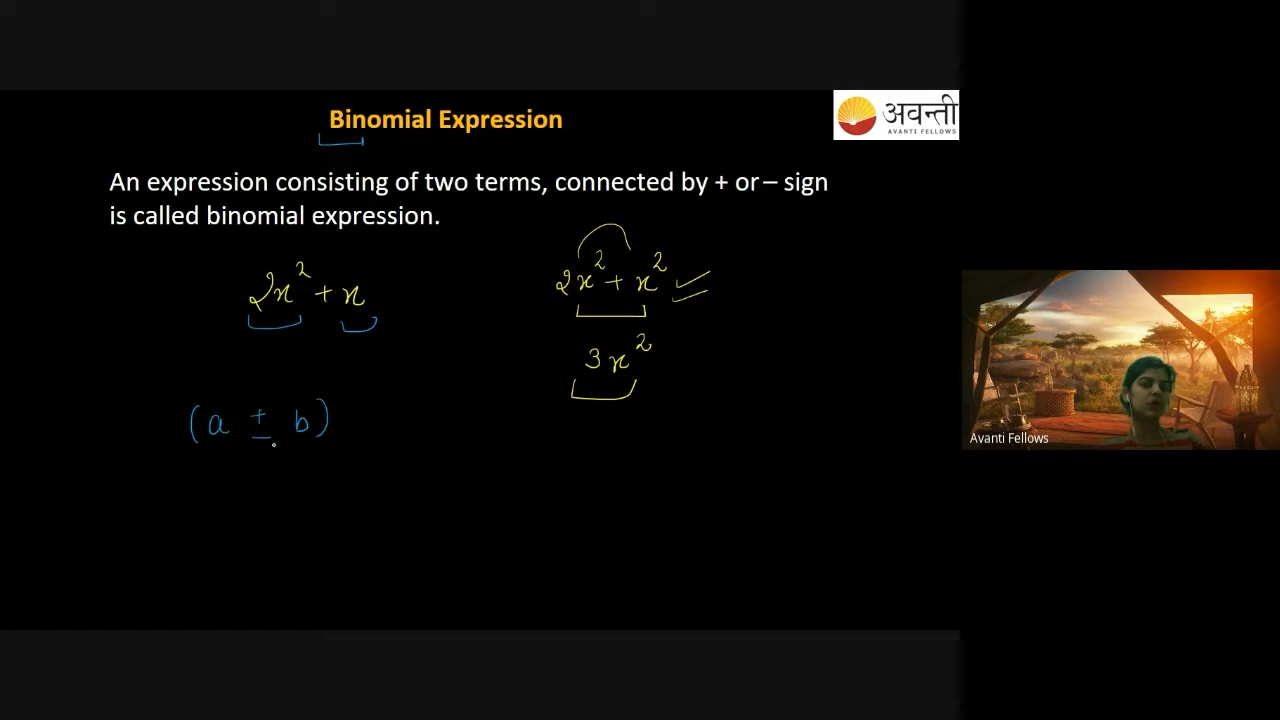 Binomial Expression
अवन्ती
AVANTI FELLOWS
An expression consisting of two terms, connected by + or – sign
is called binomial expression.
2x² + x
2x² + x²
3x²
(a ± b)
Avanti Fellows